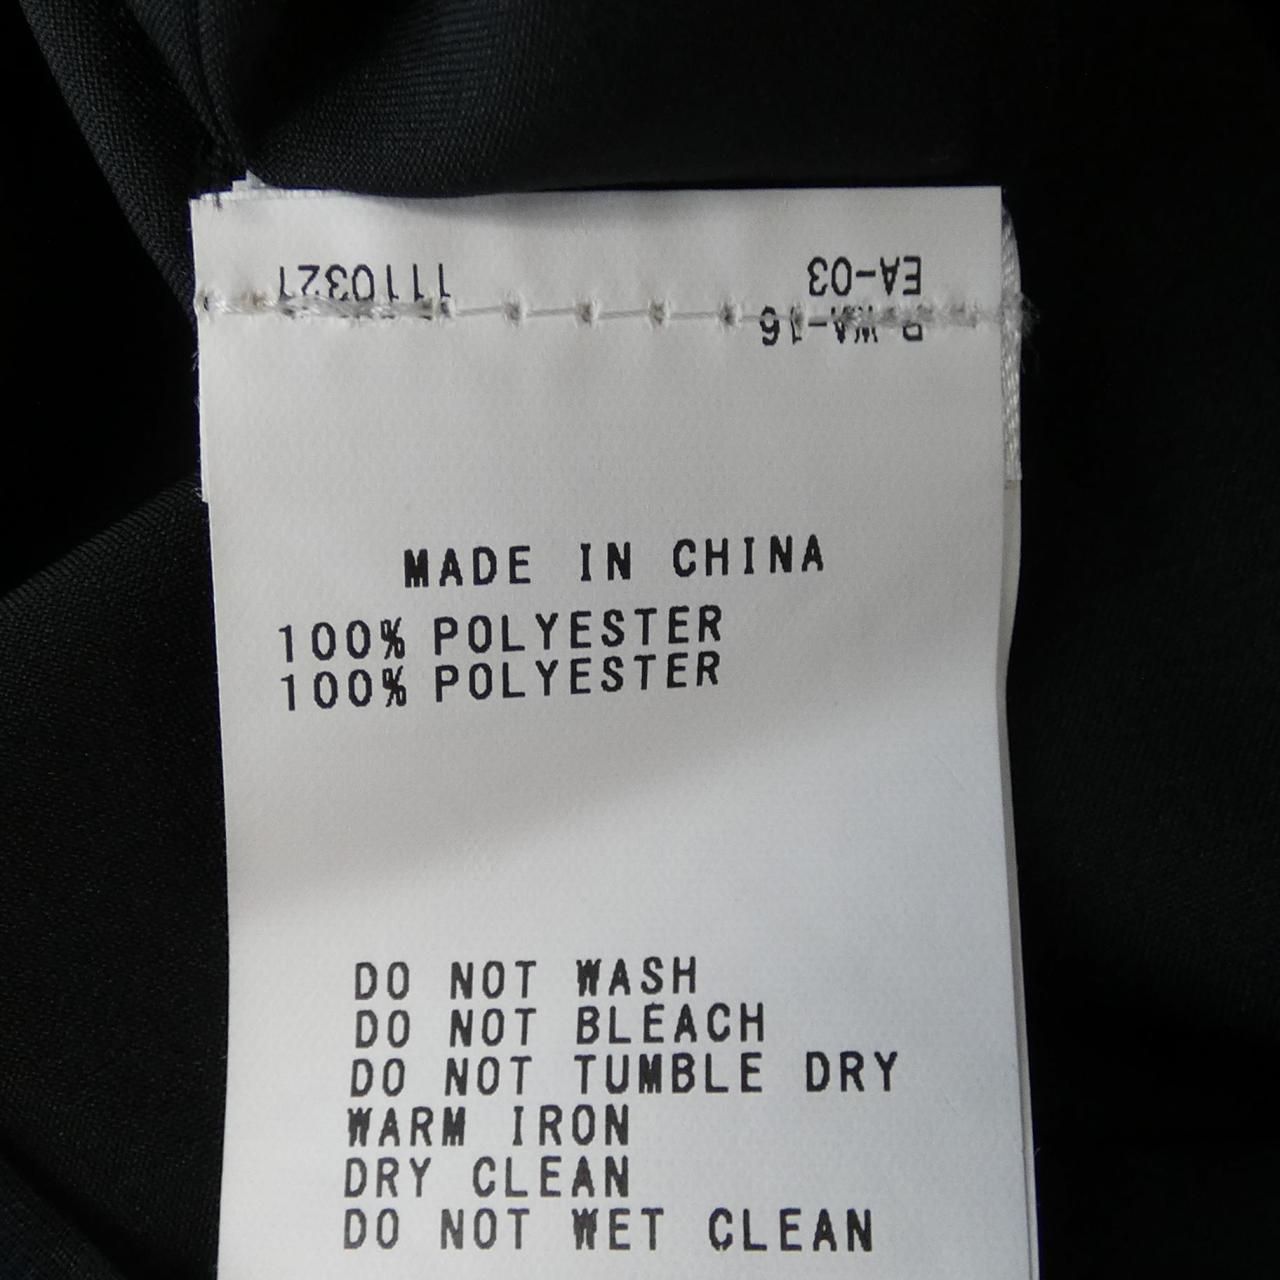 1110321 EA-03
-16
MADE IN CHINA
100% POLYESTER
100% POLYESTER
DO NOT WASH
DO NOT BLEACH
DO NOT TUMBLE DRY
WARM IRON
DRY CLEAN
DO NOT WET CLEAN